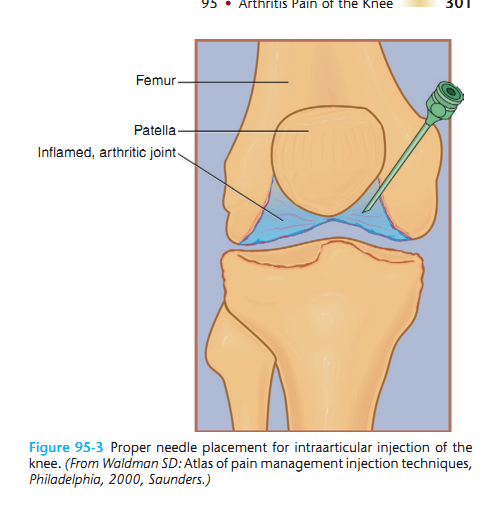 95 • Arthritis Pain of the Knee 301
Femur
Patella
Inflamed, arthritic joint
Figure 95-3 Proper needle placement for intraarticular injection of the
knee. (From Waldman SD: Atlas of pain management injection techniques,
Philadelphia, 2000, Saunders.)